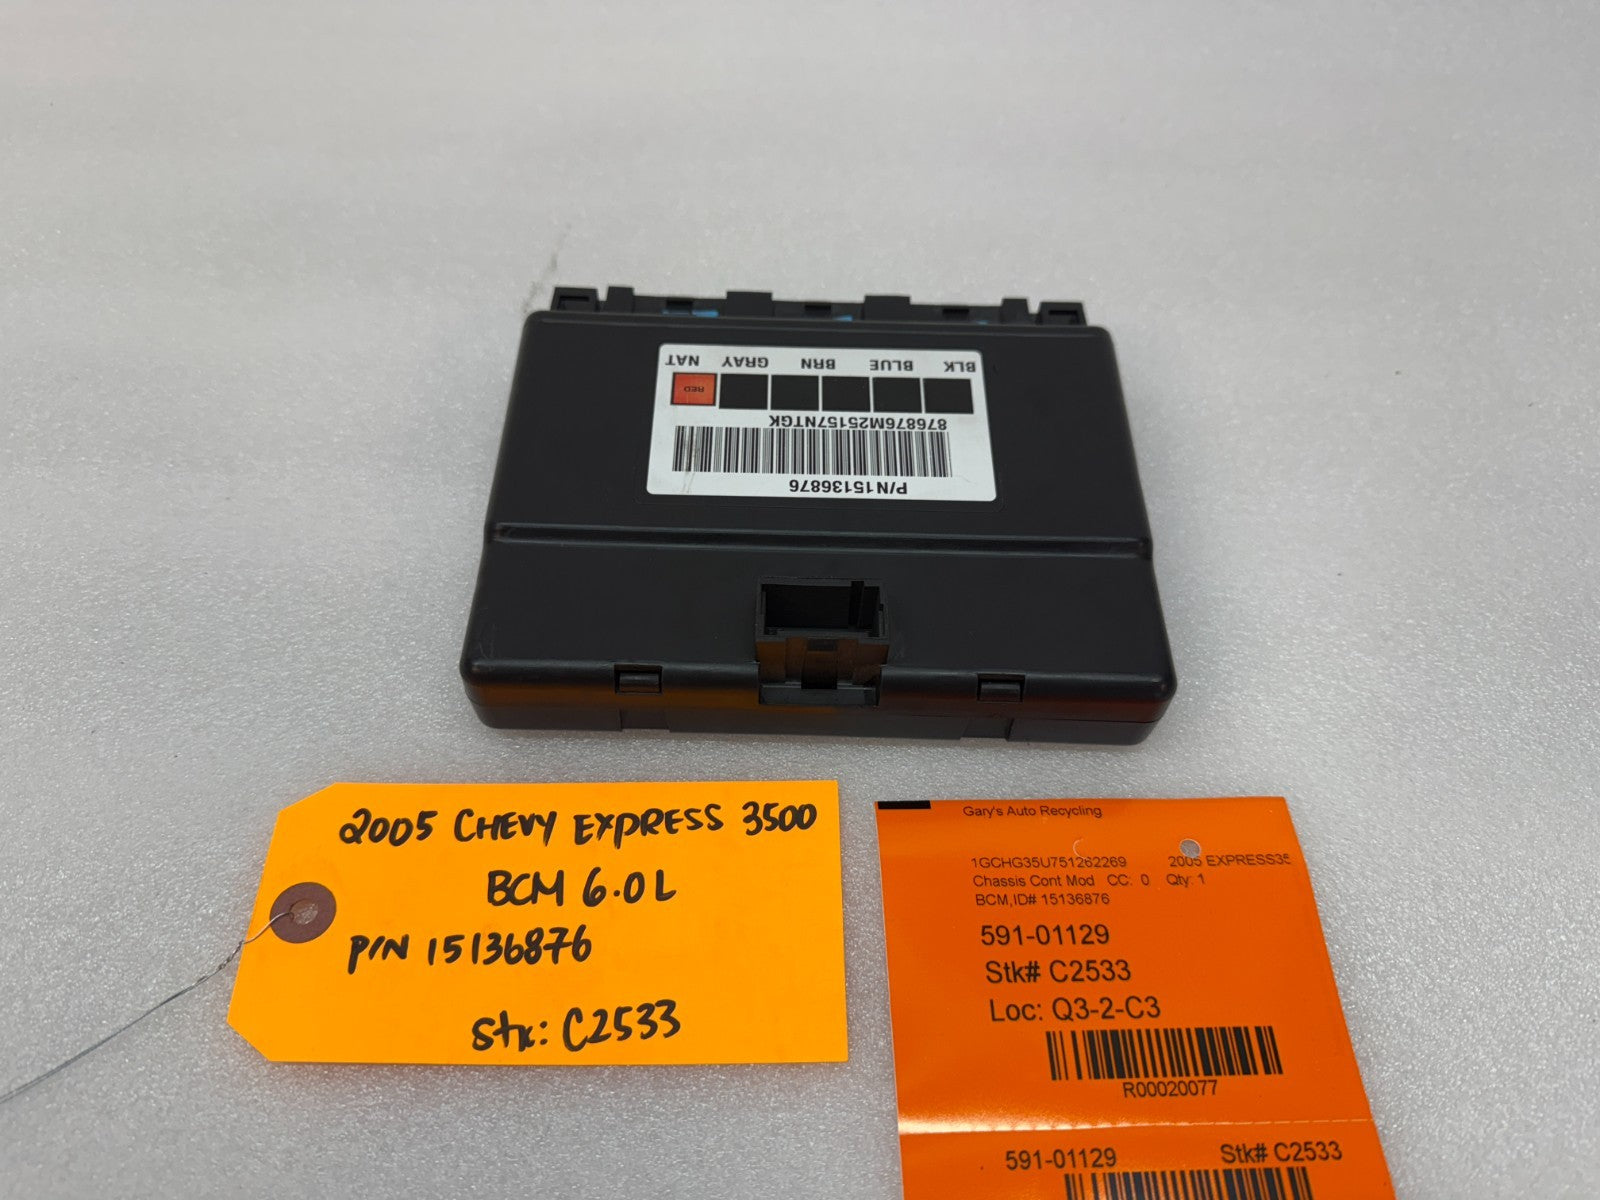 NAT GRAY BRN BLUE BLK
RED
876876M25157NTGK
P/N15136876
2005 CHEVY EXPRESS 3500
BCM 6.0L
P/N 15136876
Stk: C2533
Gary's Auto Recycling
1GCHG35U751262269 2005 EXPRESS35
Chassis Cont Mod CC: 0 Qty: 1
BCM,ID# 15136876
591-01129
Stk# C2533
Loc: Q3-2-C3
R00020077
591-01129 Stk# C2533